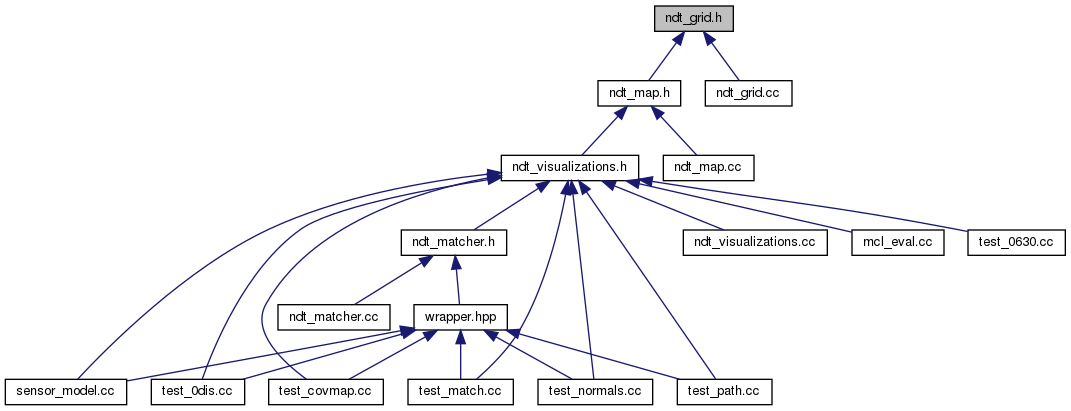 ndt_grid.h
ndt_map.h
ndt_grid.cc
ndt_visualizations.h
ndt_map.cc
ndt_matcher.h
ndt_visualizations.cc
mcl_eval.cc
test_0630.cc
ndt_matcher.cc
wrapper.hpp
sensor_model.cc
test_0dis.cc
test_covmap.cc
test_match.cc
test_normals.cc
test_path.cc